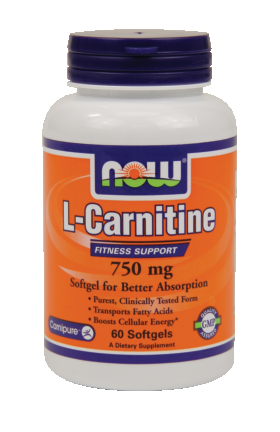 NOW
L-Carnitine
FITNESS SUPPORT
750 mg
Softgel for Better Absorption
• Purest, Clinically Tested Form
• Transports Fatty Acids
• Boosts Cellular Energy*
60 Softgels
A Dietary Supplement
Carnipure
GMP